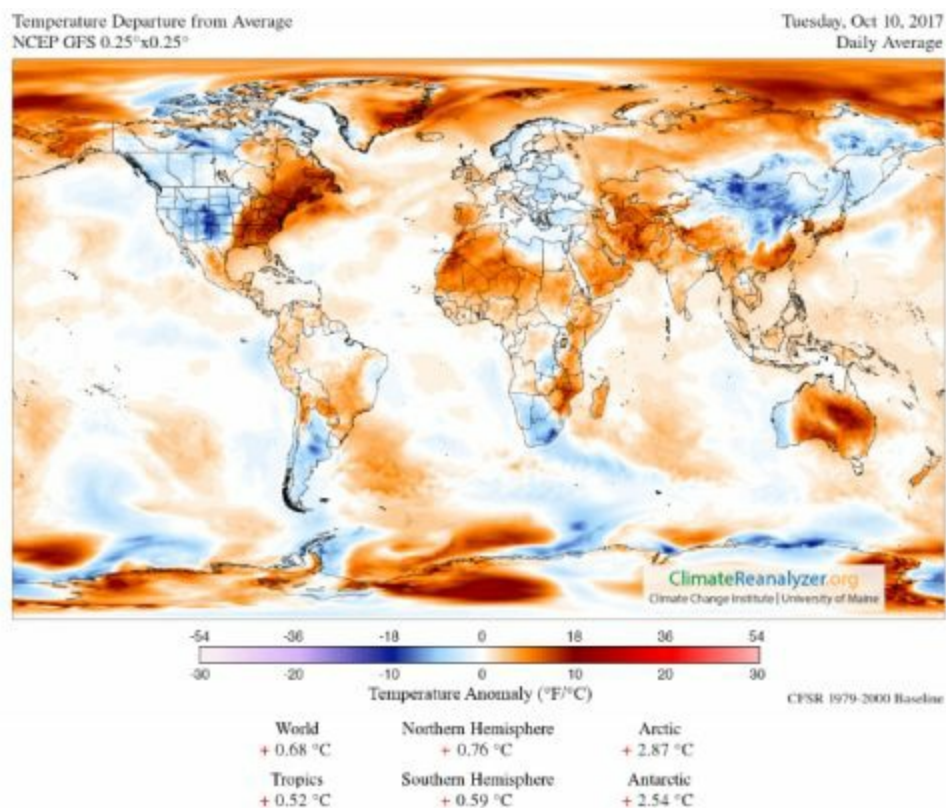 Temperature Departure from Average
NCEP GFS 0.25°x0.25°
Tuesday, Oct 10, 2017
Daily Average
ClimateReanalyzer.org
Climate Change Institute | University of Maine
-54 -36 -18 0 18 36 54
-30 -20 -10 0 10 20 30
Temperature Anomaly (°F/°C)
CFSR 1979-2000 Baseline
World Northern Hemisphere Arctic
+ 0.68 °C + 0.76 °C + 2.87 °C
Tropics Southern Hemisphere Antarctic
+ 0.52 °C + 0.59 °C + 2.54 °C